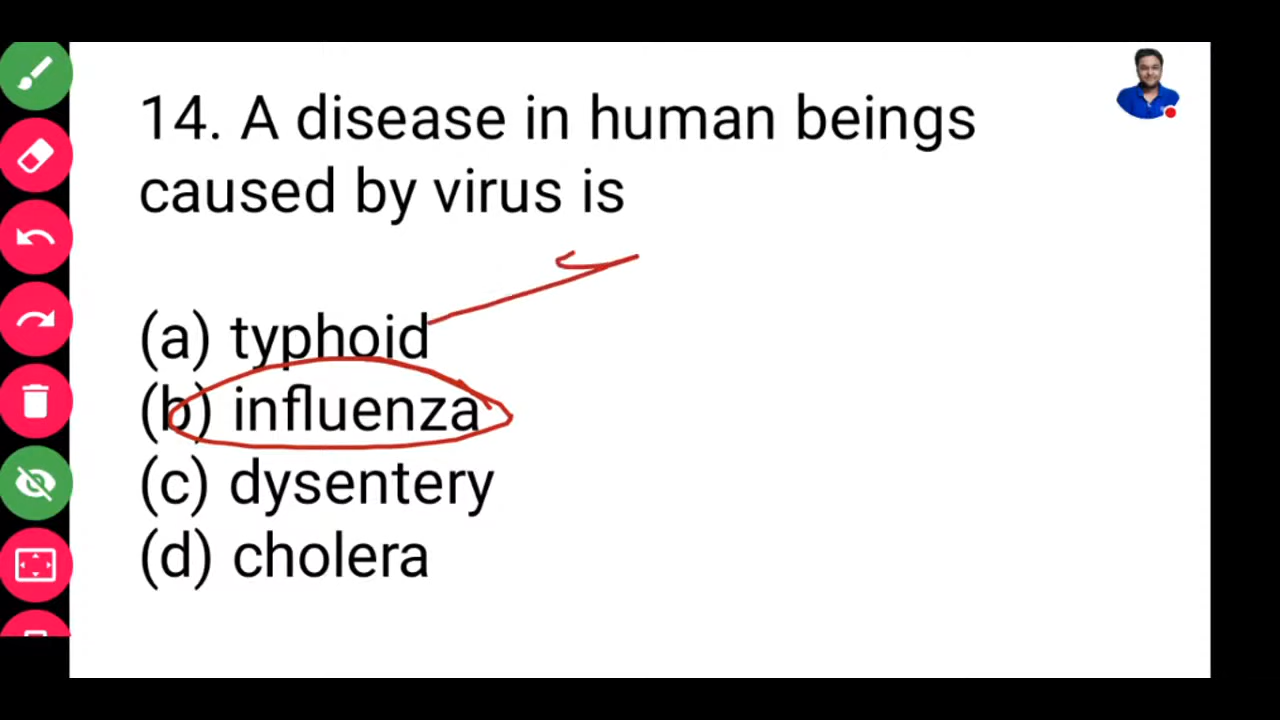 14. A disease in human beings
caused by virus is
(a) typhoid
(b) influenza
(c) dysentery
(d) cholera